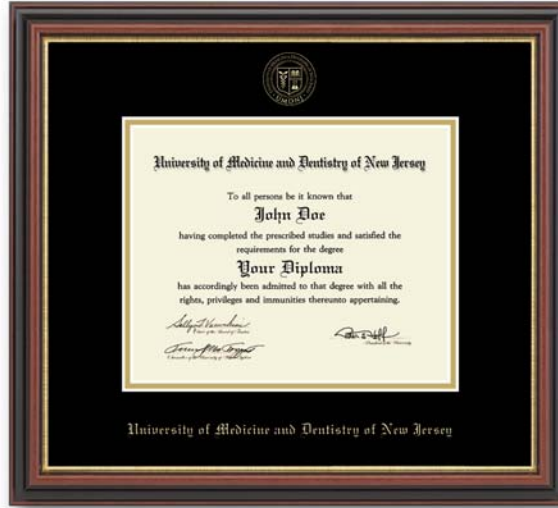 UMDNJ
University of Medicine and Dentistry of New Jersey
To all persons be it known that
John Doe
having completed the prescribed studies and satisfied the
requirements for the degree
Your Diploma
has accordingly been admitted to that degree with all the
rights, privileges and immunities thereunto appertaining.
University of Medicine and Dentistry of New Jersey